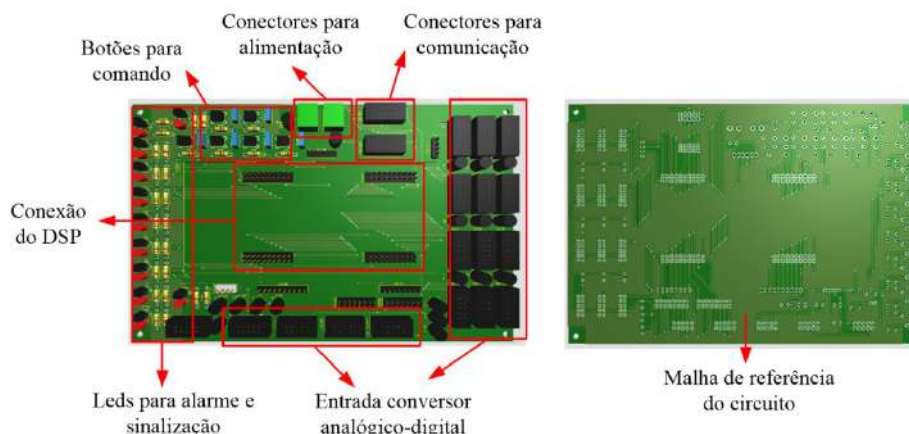 Conectores para
alimentação
Conectores para
comunicação
Botões para
comando
Conexão
do DSP
Leds para alarme e
sinalização
Entrada conversor
analógico-digital
Malha de referência
do circuito